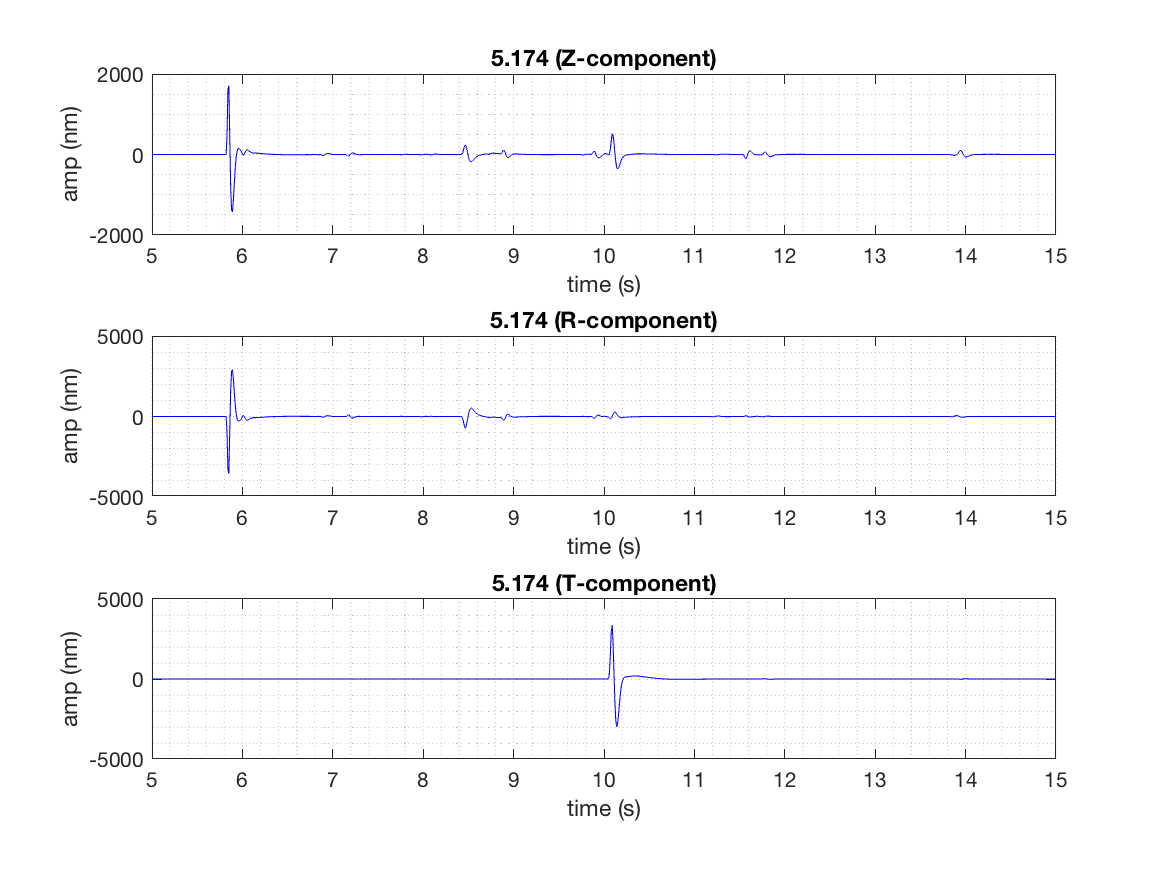 5.174 (Z-component)
2000
0
-2000
amp (nm)
5 6 7 8 9 10 11 12 13 14 15
time (s)
5.174 (R-component)
5000
0
-5000
amp (nm)
5 6 7 8 9 10 11 12 13 14 15
time (s)
5.174 (T-component)
5000
0
-5000
amp (nm)
5 6 7 8 9 10 11 12 13 14 15
time (s)